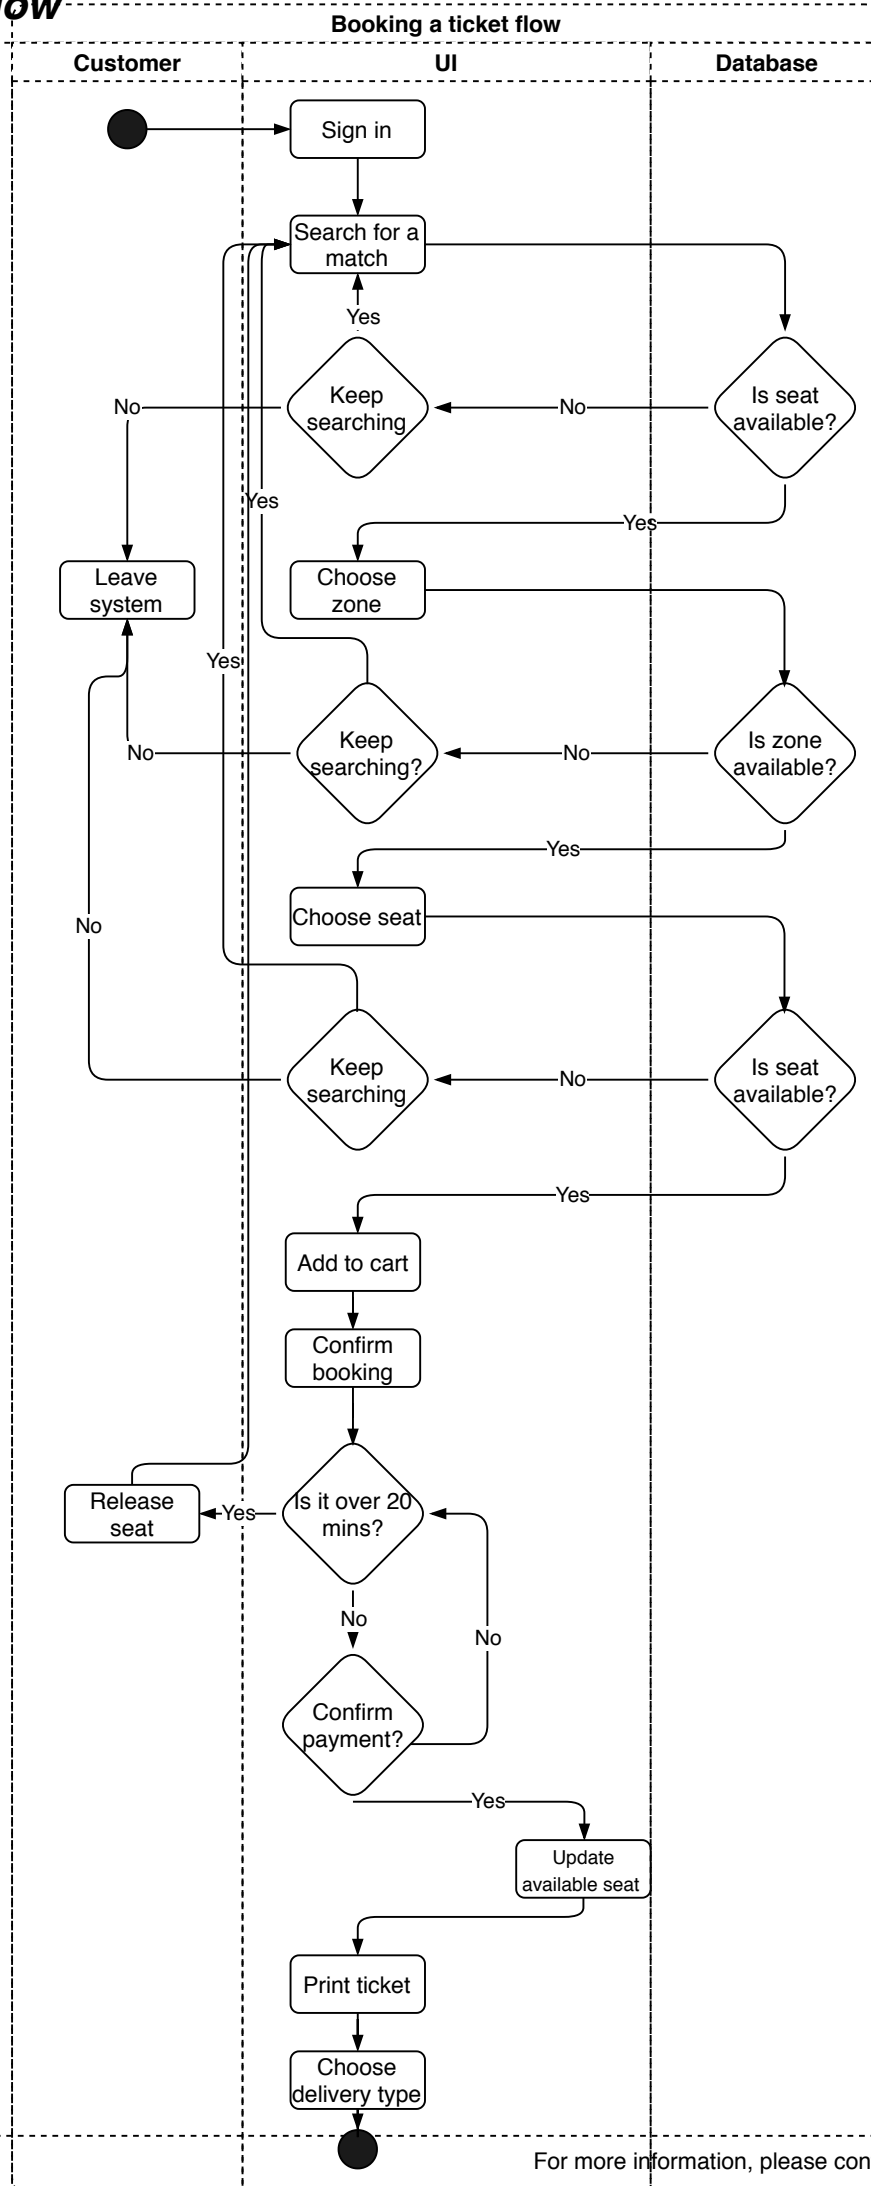 low
Booking a ticket flow
Customer
UI
Database
Sign in
Search for a
match
Yes
Keep
searching
No
No
Is seat
available?
Yes
Yes
Leave
system
Choose
zone
Yes
No
Keep
searching?
No
Is zone
available?
Yes
Choose seat
No
Keep
searching
No
Is seat
available?
Yes
Add to cart
Confirm
booking
Release
seat
Yes
Is it over 20
mins?
No
No
Confirm
payment?
Yes
Update
available seat
Print ticket
Choose
delivery type
For more information, please con